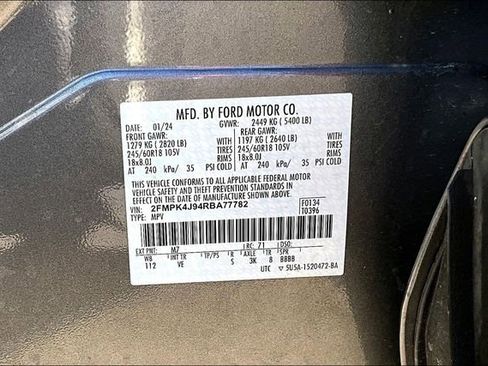 MFD. BY FORD MOTOR CO.
DATE: 01/24 GVWR: 2449 KG ( 5400 LB)
FRONT GAWR: REAR GAWR:
1279 KG ( 2820 LB) WITH 1197 KG ( 2640 LB) WITH
245/60R18 105V TIRES 245/60R18 105V TIRES
18x8.0J RIMS 18x8.0J RIMS
AT 240 kPa/ 35 PSI COLD AT 240 kPa/ 35 PSI COLD
THIS VEHICLE CONFORMS TO ALL APPLICABLE FEDERAL MOTOR
VEHICLE SAFETY AND BUMPER STANDARDS AND THEFT PREVENTION STANDARD IN
EFFECT ON THE DATE OF MANUFACTURE SHOWN ABOVE.
VIN: 2FMPK4J94RBA77782 F0134
TYPE: MPV T0396
EXT PNT: M7 RC: 71 DSO:
WB INT TR TP/PS R AXLE TR SPR
112 VE S 3K 8 BBBB
UTC 5U5A-1520472-BA